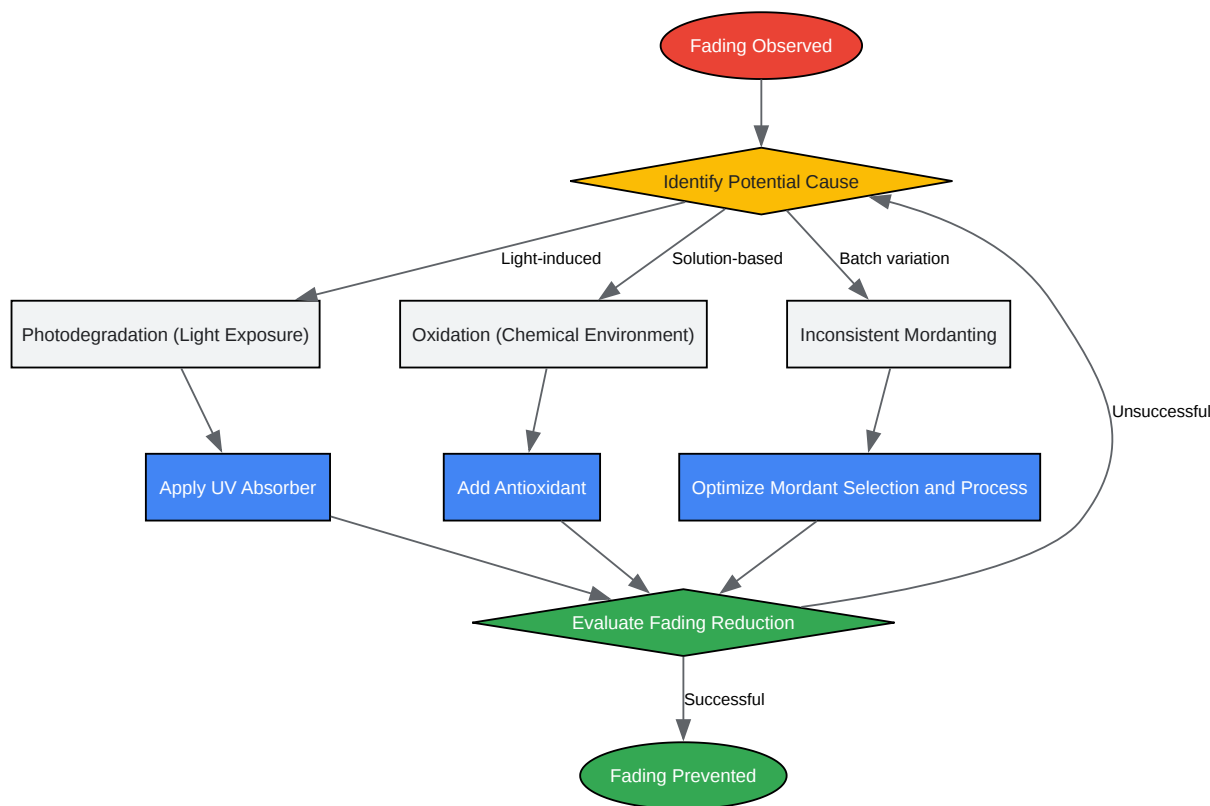 Fading Observed
Identify Potential Cause
Light-induced
Solution-based
Batch variation
Photodegradation (Light Exposure)
Oxidation (Chemical Environment)
Inconsistent Mordanting
Unsuccessful
Apply UV Absorber
Add Antioxidant
Optimize Mordant Selection and Process
Evaluate Fading Reduction
Successful
Fading Prevented